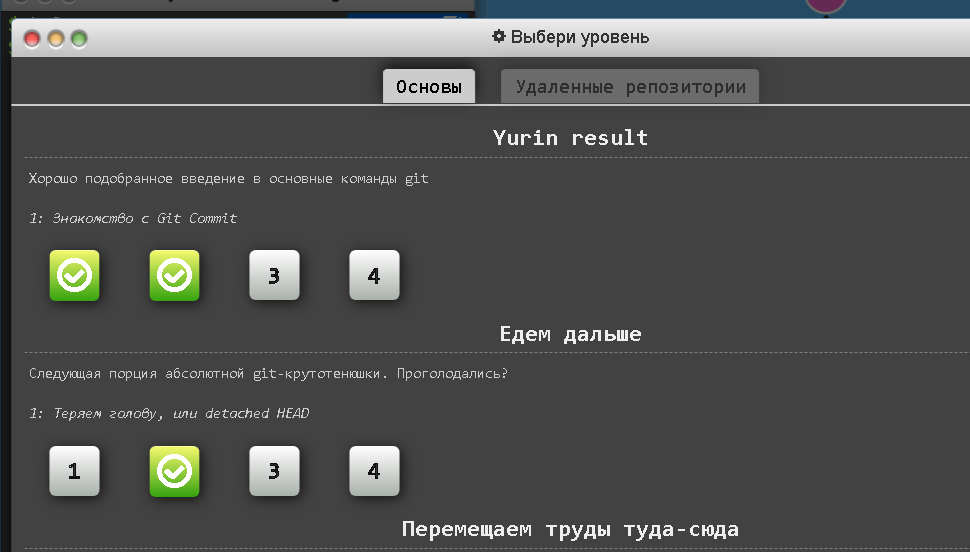 Выбери уровень
Основы
Удаленные репозитории
Yurin result
Хорошо подобранное введение в основные команды git
1: Знакомство с Git Commit
3
4
Едем дальше
Следующая порция абсолютной git-крутотенюшки. Проголодались?
1: Теряем голову, или detached HEAD
1
3
4
Перемещаем труды туда-сюда